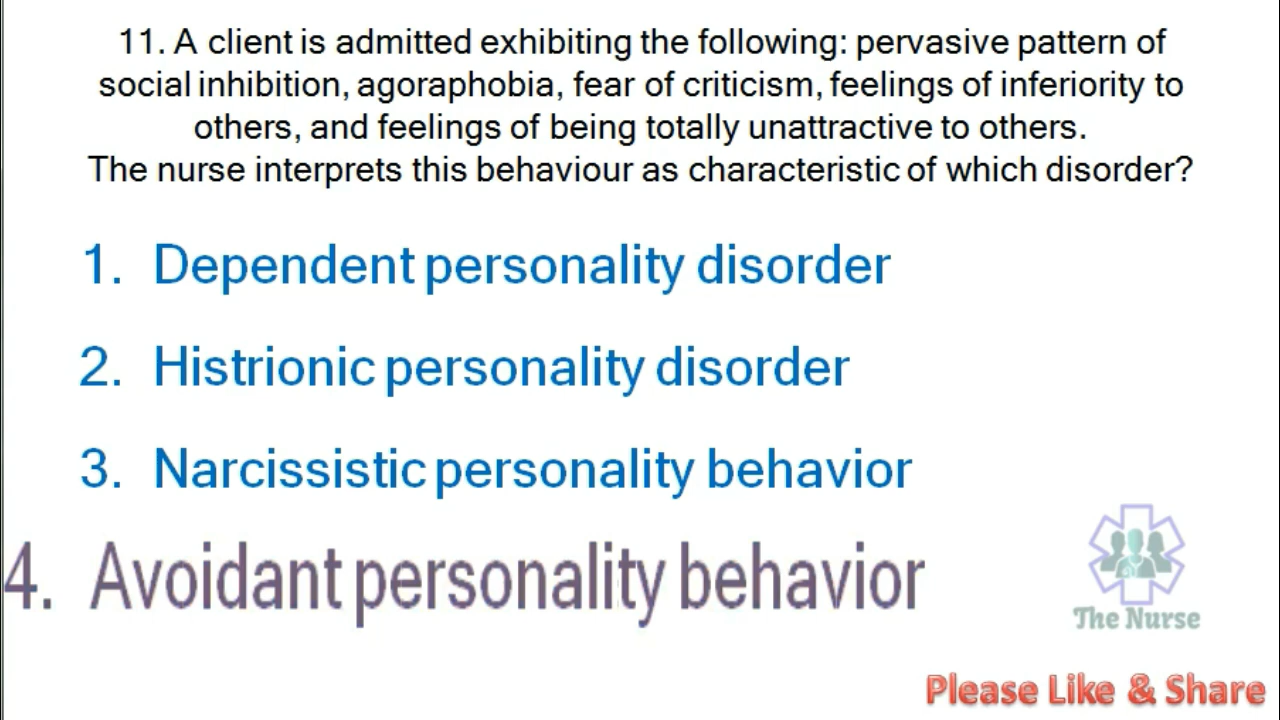 11. A client is admitted exhibiting the following: pervasive pattern of
social inhibition, agoraphobia, fear of criticism, feelings of inferiority to
others, and feelings of being totally unattractive to others.
The nurse interprets this behaviour as characteristic of which disorder?
1. Dependent personality disorder
2. Histrionic personality disorder
3. Narcissistic personality behavior
4. Avoidant personality behavior
The Nurse
Please Like & Share